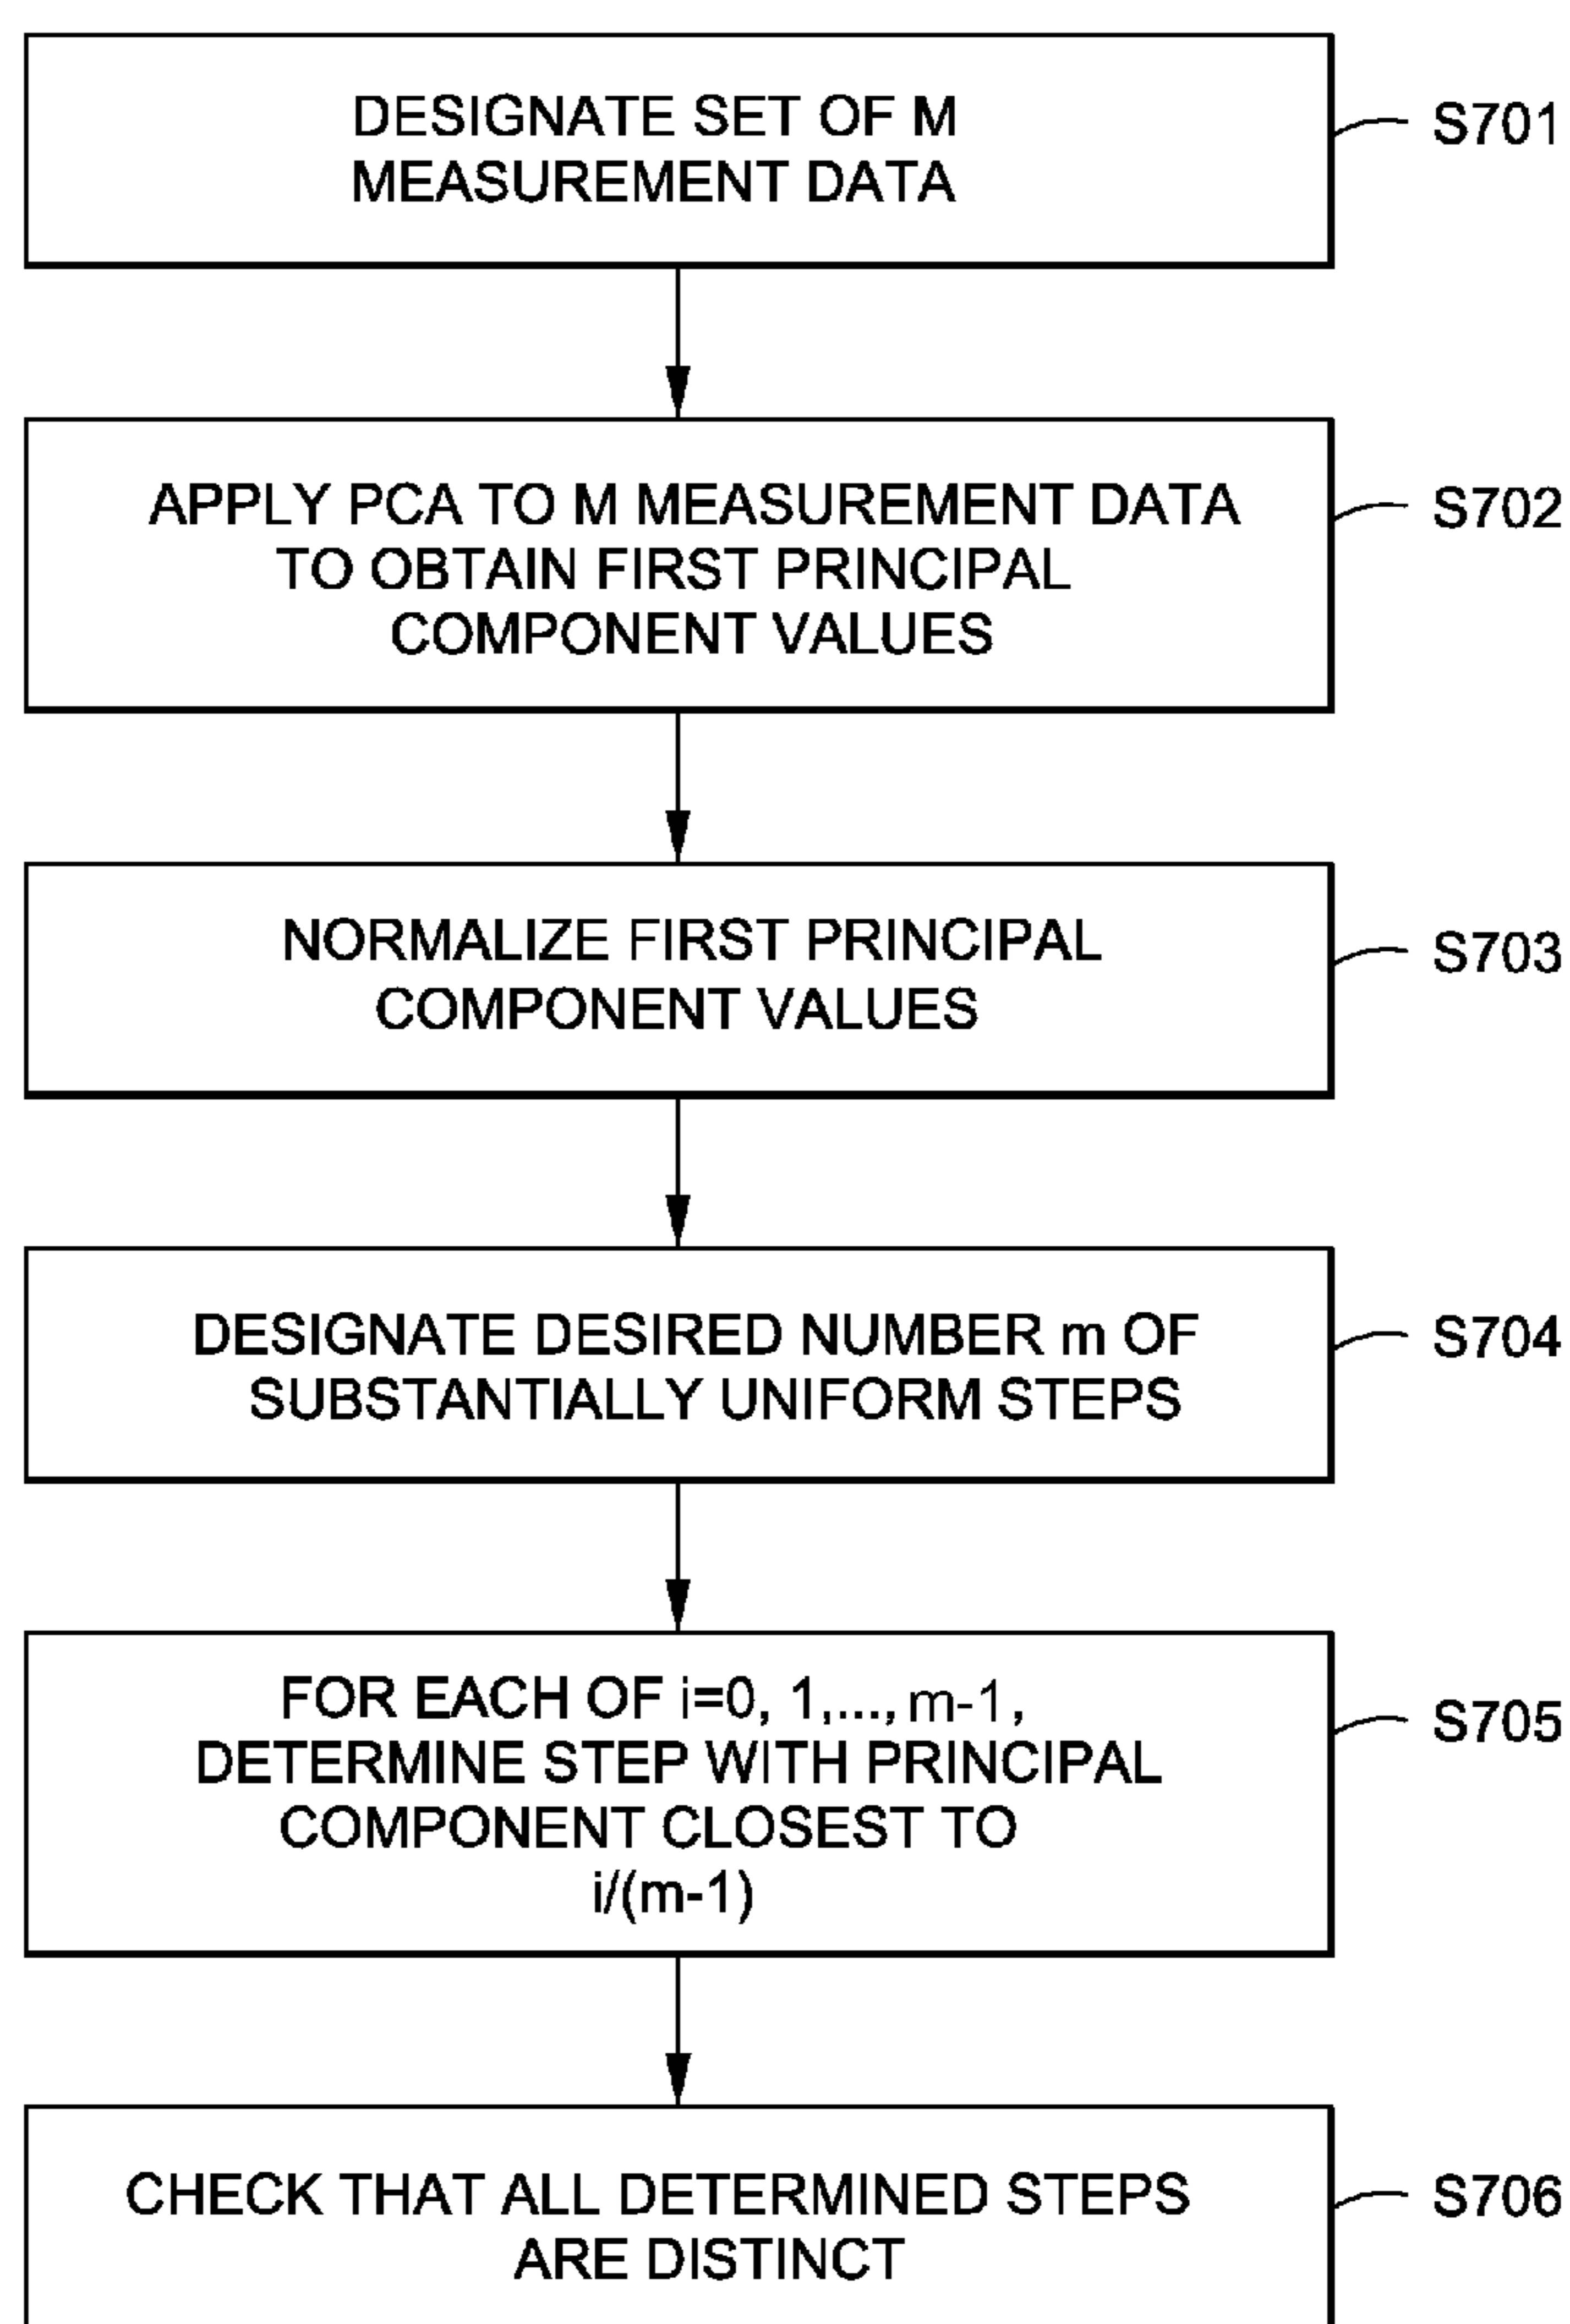 DESIGNATE SET OF M
MEASUREMENT DATA
S701
APPLY PCA TO M MEASUREMENT DATA
TO OBTAIN FIRST PRINCIPAL
COMPONENT VALUES
S702
NORMALIZE FIRST PRINCIPAL
COMPONENT VALUES
S703
DESIGNATE DESIRED NUMBER m OF
SUBSTANTIALLY UNIFORM STEPS
S704
FOR EACH OF i=0, 1,..., m-1,
DETERMINE STEP WITH PRINCIPAL
COMPONENT CLOSEST TO
i/(m-1)
S705
CHECK THAT ALL DETERMINED STEPS
ARE DISTINCT
S706